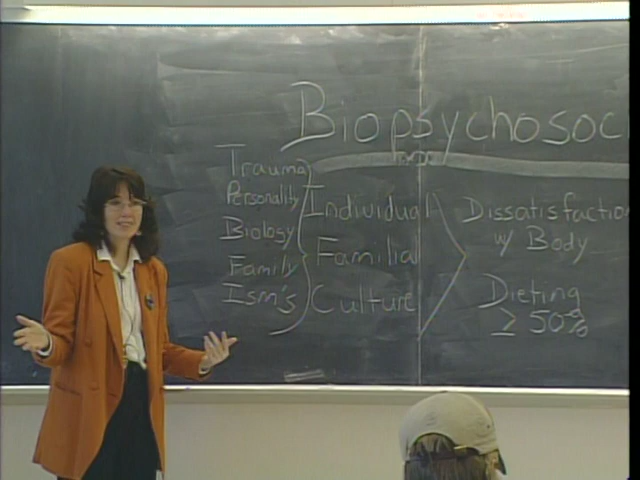 Biopsychosoc
Trauma
Personality
Biology
Family
Ism's
Individual
Familial
Culture
Dissatisfaction
w/ Body
Dieting
≥ 50%